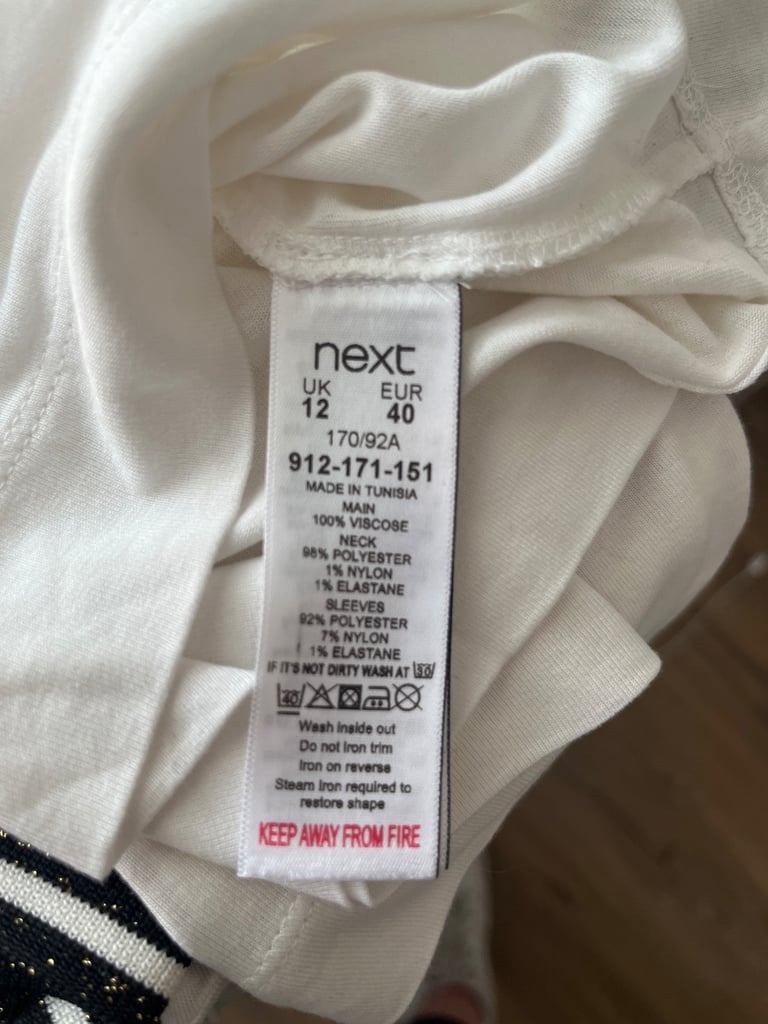 next
UK EUR
12 40
170/92A
912-171-151
MADE IN TUNISIA
MAIN
100% VISCOSE
NECK
98% POLYESTER
1% NYLON
1% ELASTANE
SLEEVES
92% POLYESTER
7% NYLON
1% ELASTANE
IF IT'S NOT DIRTY WASH AT 30
40
Wash inside out
Do not iron trim
Iron on reverse
Steam iron required to
restore shape
KEEP AWAY FROM FIRE